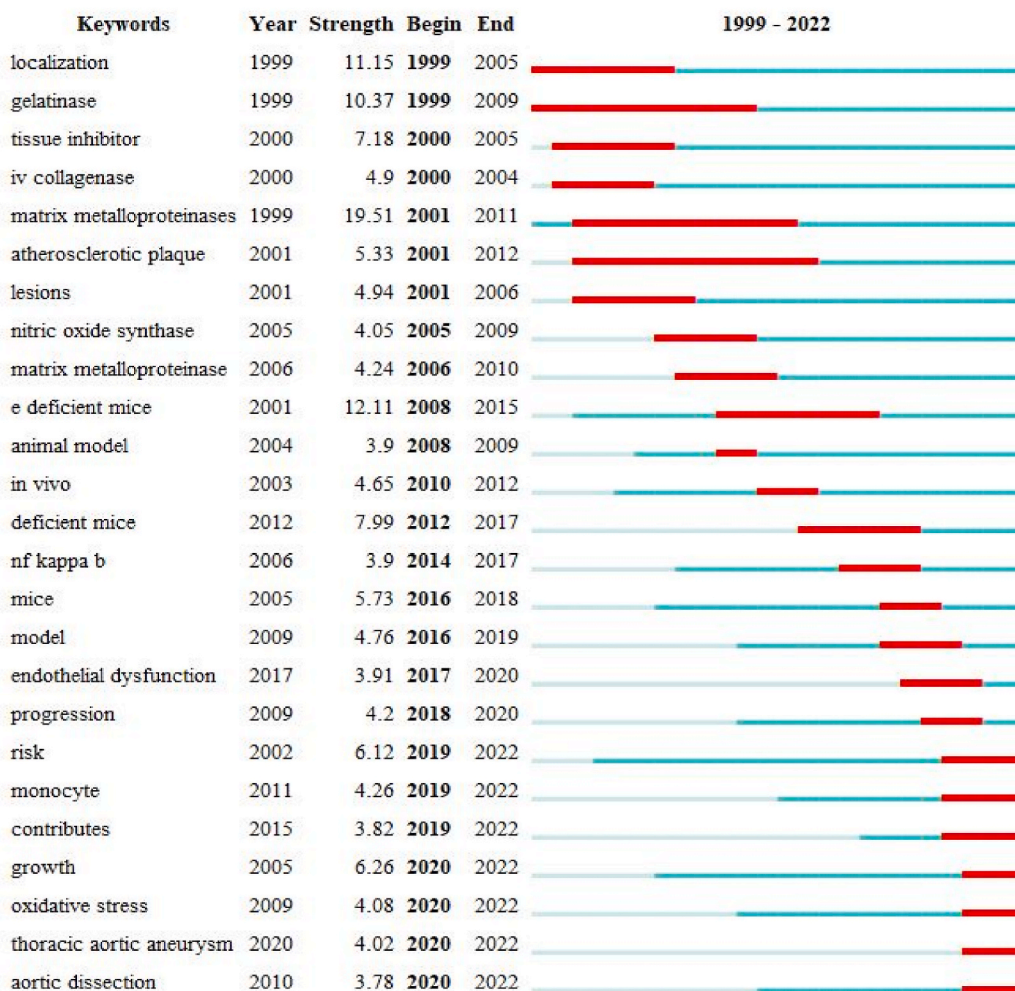 Keywords Year Strength Begin End 1999 - 2022
localization 1999 11.15 1999 2005
gelatinase 1999 10.37 1999 2009
tissue inhibitor 2000 7.18 2000 2005
iv collagenase 2000 4.9 2000 2004
matrix metalloproteinases 1999 19.51 2001 2011
atherosclerotic plaque 2001 5.33 2001 2012
lesions 2001 4.94 2001 2006
nitric oxide synthase 2005 4.05 2005 2009
matrix metalloproteinase 2006 4.24 2006 2010
e deficient mice 2001 12.11 2008 2015
animal model 2004 3.9 2008 2009
in vivo 2003 4.65 2010 2012
deficient mice 2012 7.99 2012 2017
nf kappa b 2006 3.9 2014 2017
mice 2005 5.73 2016 2018
model 2009 4.76 2016 2019
endothelial dysfunction 2017 3.91 2017 2020
progression 2009 4.2 2018 2020
risk 2002 6.12 2019 2022
monocyte 2011 4.26 2019 2022
contributes 2015 3.82 2019 2022
growth 2005 6.26 2020 2022
oxidative stress 2009 4.08 2020 2022
thoracic aortic aneurysm 2020 4.02 2020 2022
aortic dissection 2010 3.78 2020 2022